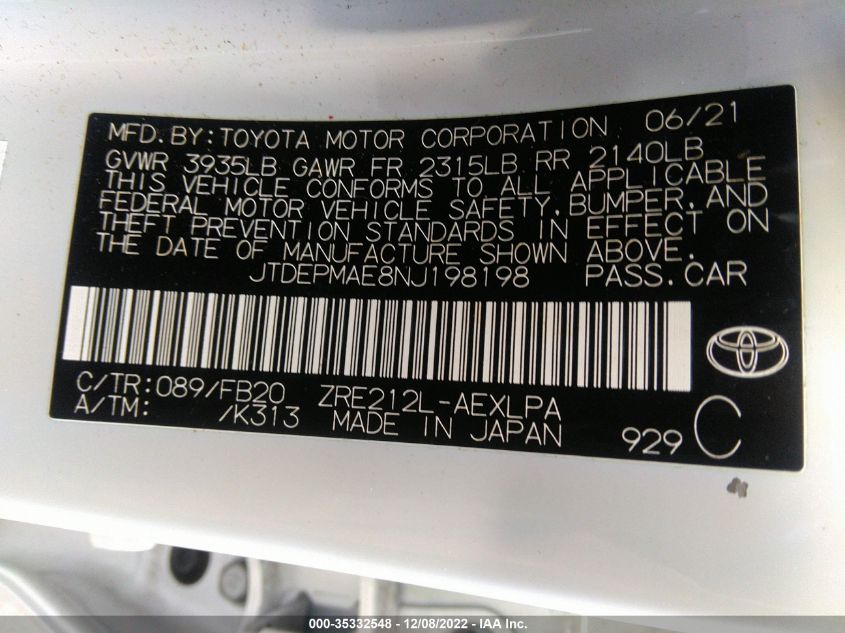 MFD.BY:TOYOTA MOTOR CORPORATION 06/21
GVWR 3935LB GAWR FR 2315LB RR 2140LB
THIS VEHICLE CONFORMS TO ALL APPLICABLE
FEDERAL MOTOR VEHICLE SAFETY,BUMPER,AND
THEFT PREVENTION STANDARDS IN EFFECT ON
THE DATE OF MANUFACTURE SHOWN ABOVE.
JTDEPMAE8NJ198198 PASS.CAR
C/TR:089/FB20 ZRE212L-AEXLPA
A/TM: /K313 MADE IN JAPAN 929 C
000-35332548 - 12/08/2022 - IAA Inc.